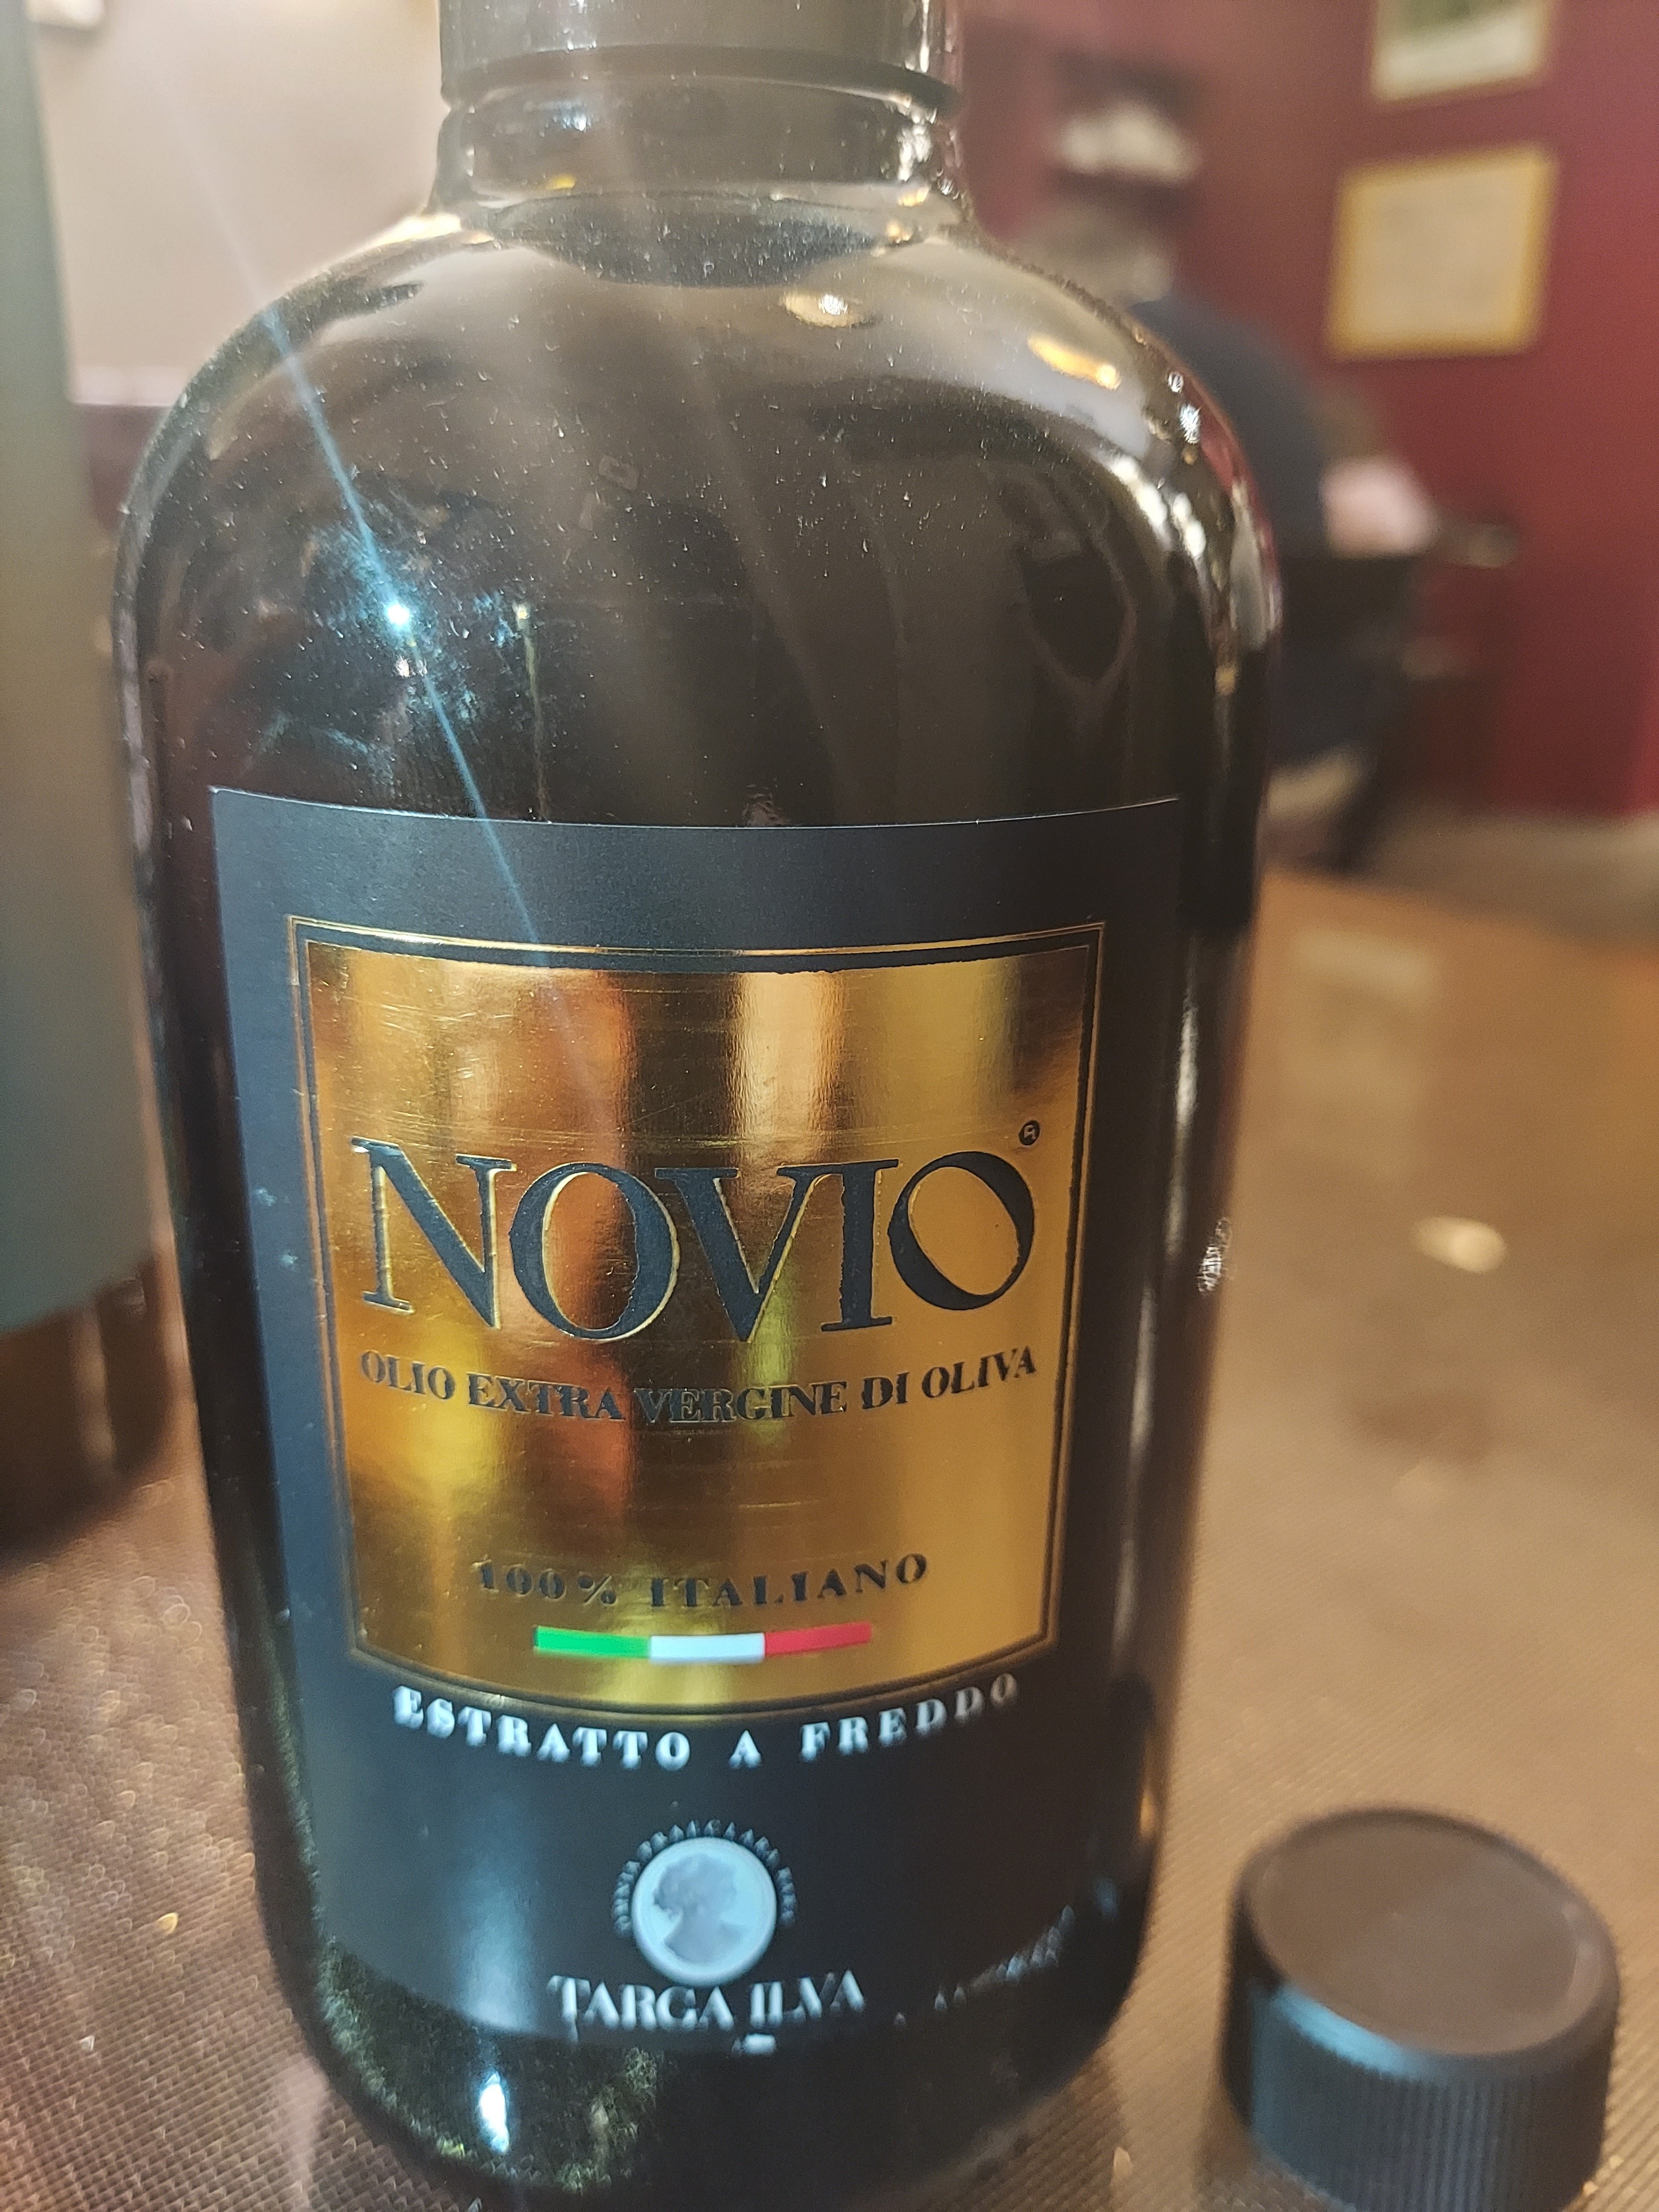 NOVIO®
OLIO EXTRA VERGINE DI OLIVA
100% ITALIANO
ESTRATTO A FREDDO
TARGA ILVA